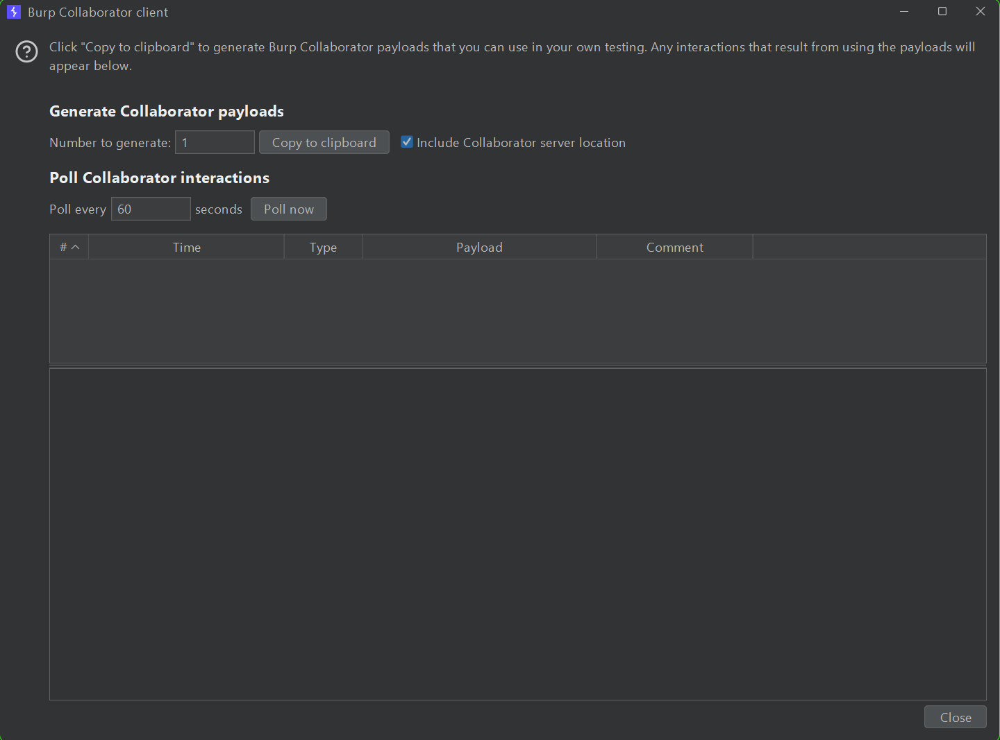 Burp Collaborator client
Click "Copy to clipboard" to generate Burp Collaborator payloads that you can use in your own testing. Any interactions that result from using the payloads will
appear below.
Generate Collaborator payloads
Number to generate: 1 Copy to clipboard Include Collaborator server location
Poll Collaborator interactions
Poll every 60 seconds Poll now
# Time Type Payload Comment
Close